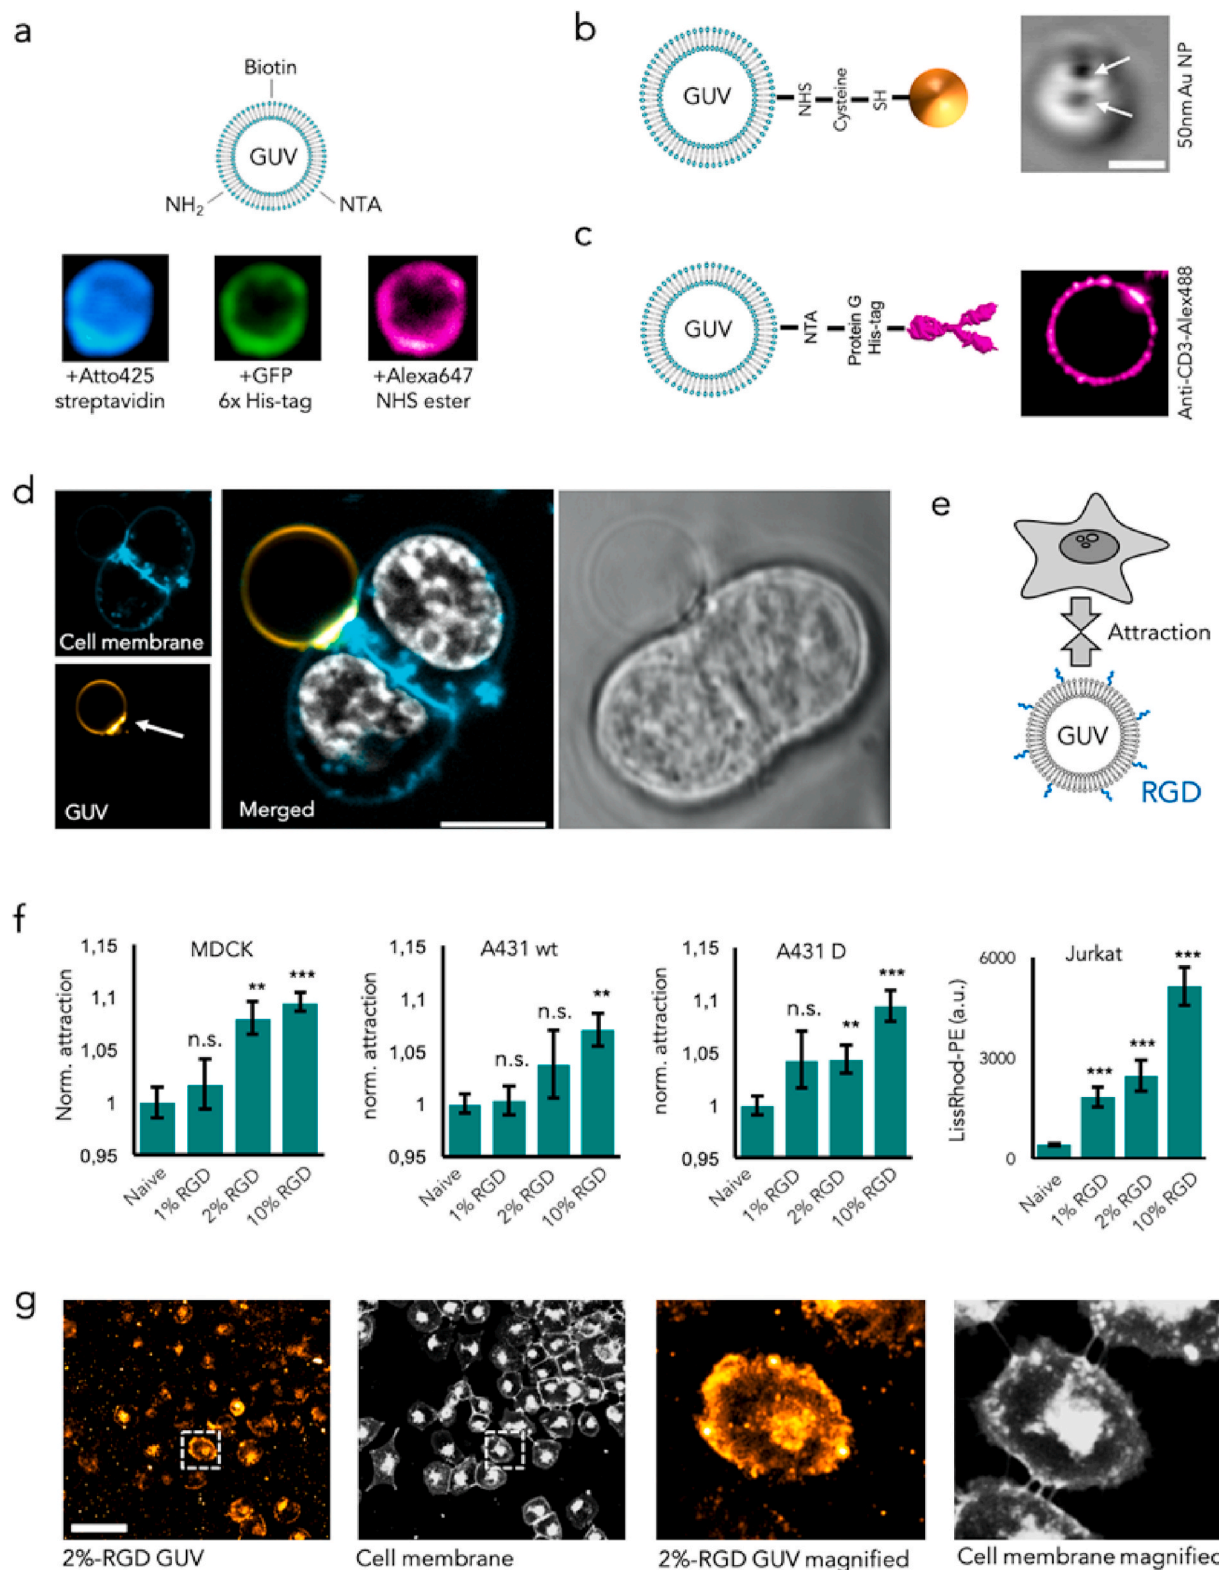 a
Biotin
GUV
NH2
NTA
+Atto425
streptavidin
+GFP
6x His-tag
+Alexa647
NHS ester
b
GUV
NHS
Cysteine
SH
50nm Au NP
c
GUV
NTA
Protein G
His-tag
Anti-CD3-Alex488
d
Cell membrane
GUV
Merged
e
Attraction
GUV
RGD
f
MDCK
Norm. attraction
1,15
1,1
1,05
1
0,95
n.s.
**
***
Naive
1% RGD
2% RGD
10% RGD
A431 wt
norm. attraction
1,15
1,1
1,05
1
0,95
n.s.
n.s.
**
Naive
1% RGD
2% RGD
10% RGD
A431 D
norm. attraction
1,15
1,1
1,05
1
0,95
n.s.
**
***
Naive
1% RGD
2% RGD
10% RGD
Jurkat
LissRhod-PE (a.u.)
6000
3000
0
***
***
***
Naive
1% RGD
2% RGD
10% RGD
g
2%-RGD GUV
Cell membrane
2%-RGD GUV magnified
Cell membrane magnified